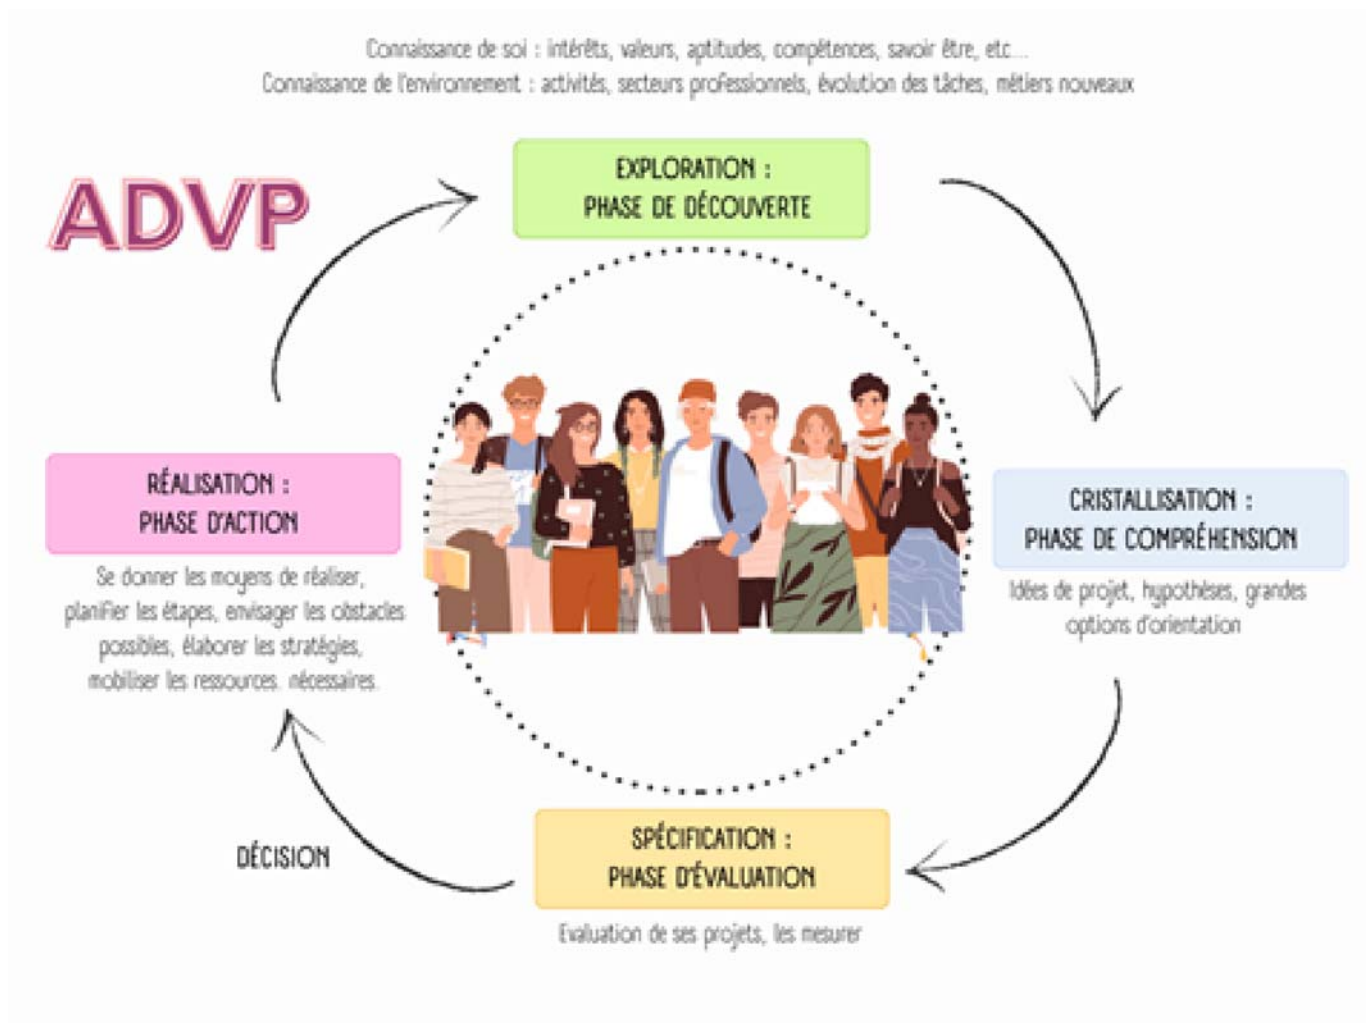 Connaissance de soi : intérêts, valeurs, aptitudes, compétences, savoir être, etc...
Connaissance de l'environnement : activités, secteurs professionnels, évolution des tâches, métiers nouveaux
ADVP
EXPLORATION :
PHASE DE DÉCOUVERTE
CRISTALLISATION :
PHASE DE COMPRÉHENSION
Idées de projet, hypothèses, grandes
options d'orientation
SPÉCIFICATION :
PHASE D'ÉVALUATION
Evaluation de ses projets, les mesurer
DÉCISION
RÉALISATION :
PHASE D'ACTION
Se donner les moyens de réaliser,
planifier les étapes, envisager les obstacles
possibles, élaborer les stratégies,
mobiliser les ressources. nécessaires.